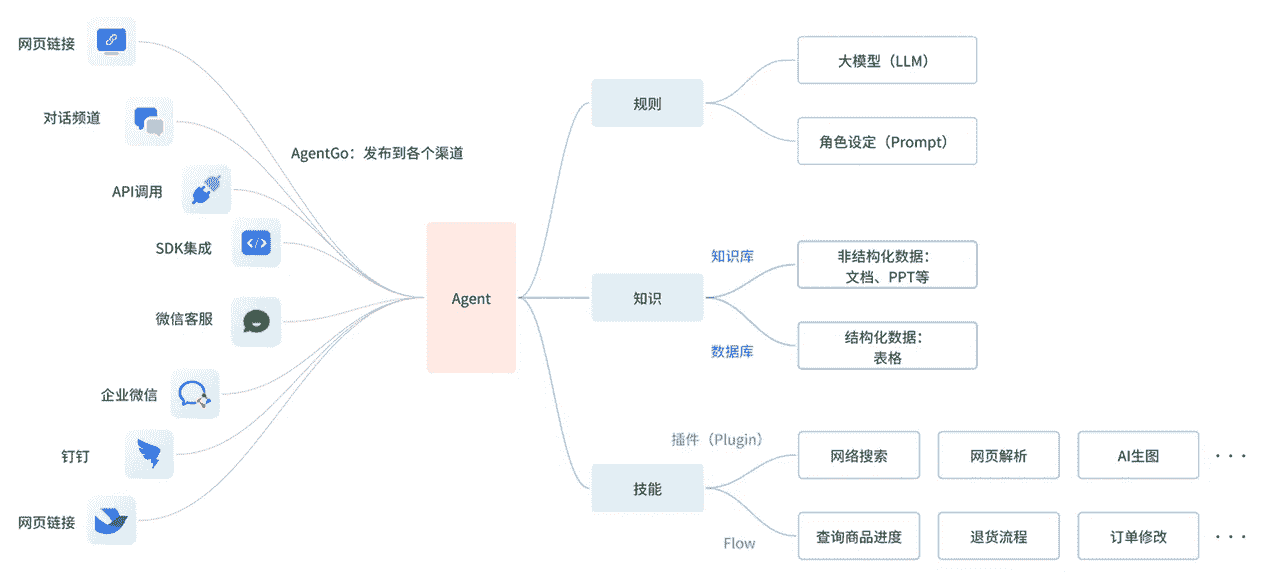 网页链接
对话频道
API调用
SDK集成
微信客服
企业微信
钉钉
网页链接
AgentGo：发布到各个渠道
Agent
规则
大模型（LLM）
角色设定（Prompt）
知识
知识库
非结构化数据：
文档、PPT等
数据库
结构化数据：
表格
技能
插件（Plugin）
网络搜索
网页解析
AI生图
···
Flow
查询商品进度
退货流程
订单修改
···